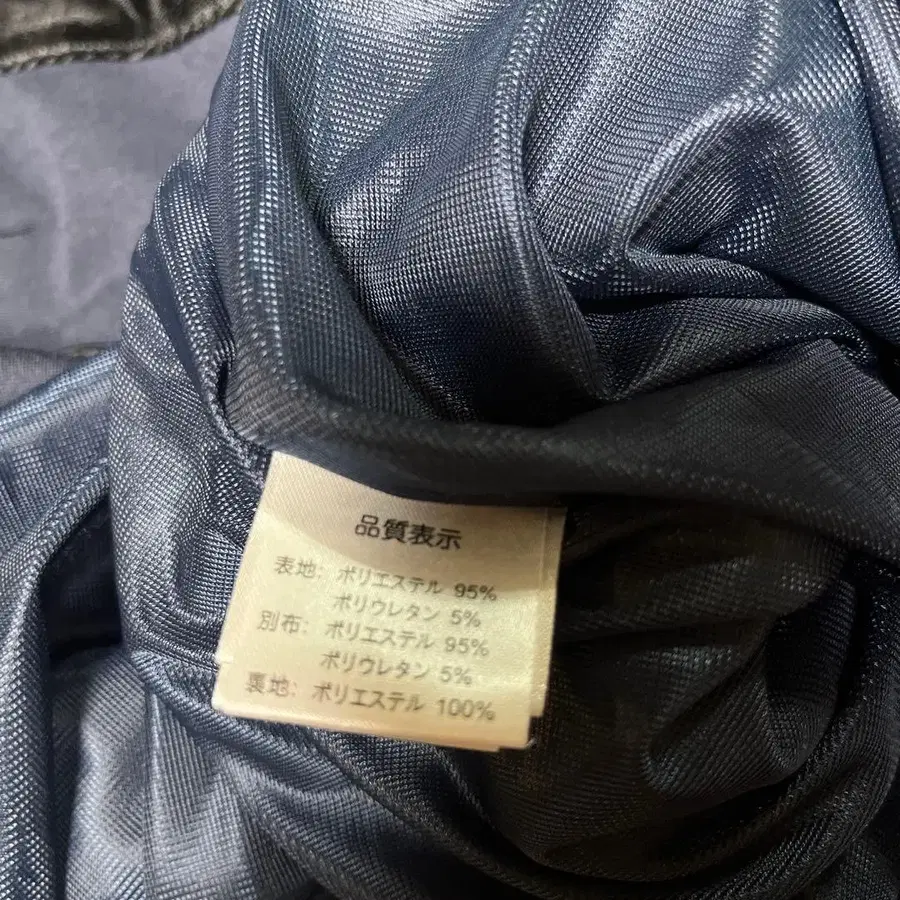 品質表示
表地: ポリエステル 95%
ポリウレタン 5%
別布: ポリエステル 95%
ポリウレタン 5%
裏地: ポリエステル 100%